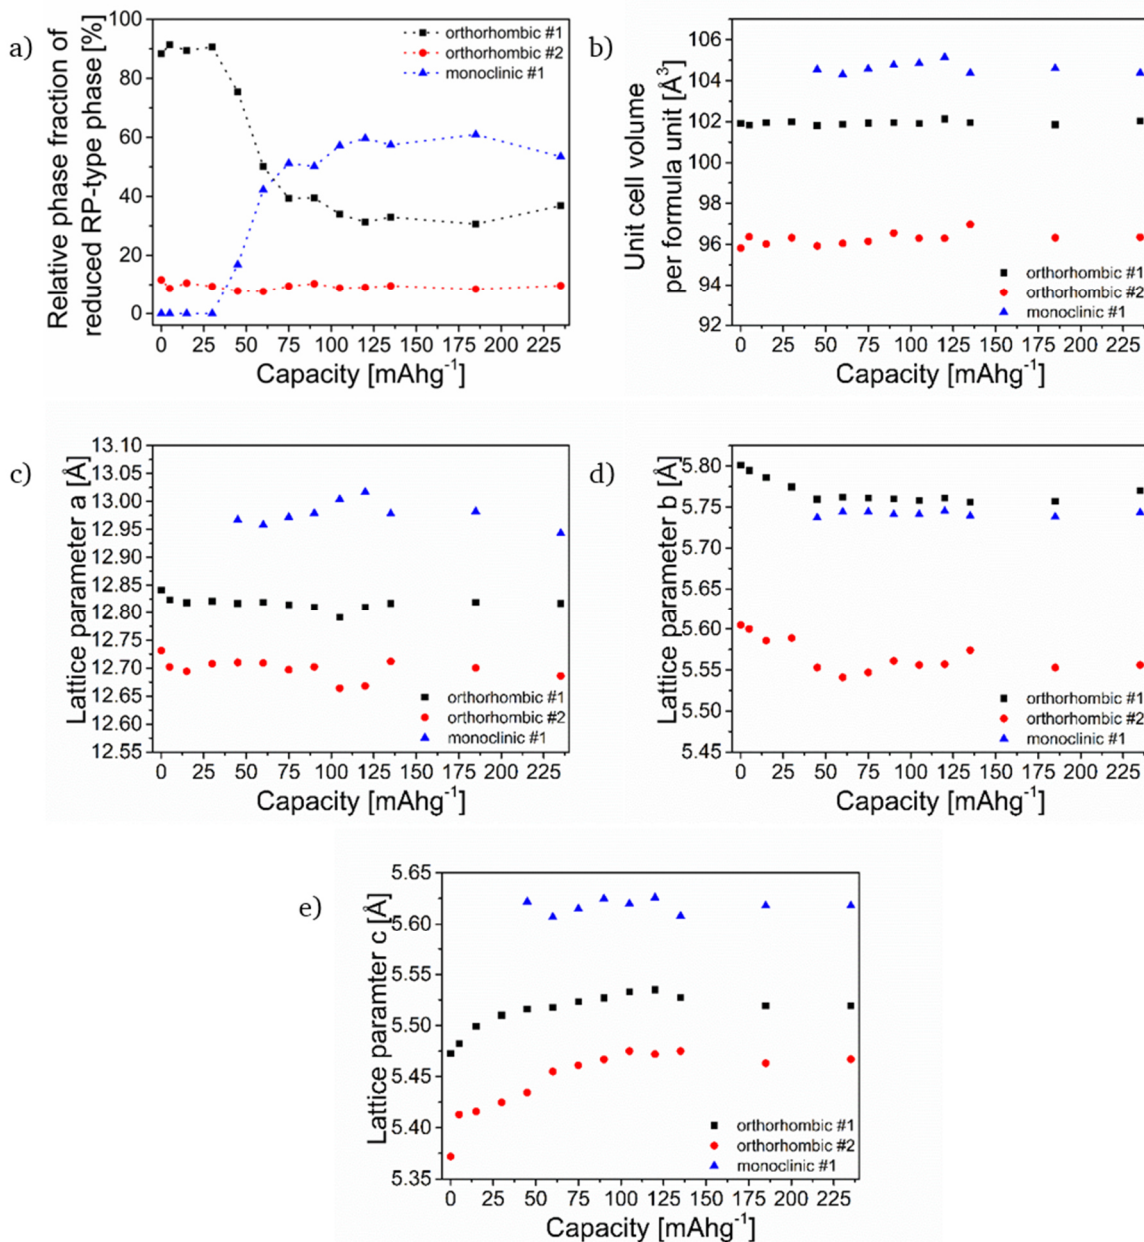 a)
Relative phase fraction of
reduced RP-type phase [%]
100
80
60
40
20
0
orthorhombic #1
orthorhombic #2
monoclinic #1
0 25 50 75 100 125 150 175 200 225
Capacity [mAhg⁻¹]
b)
Unit cell volume
per formula unit [Å³]
106
104
102
100
98
96
94
92
orthorhombic #1
orthorhombic #2
monoclinic #1
0 25 50 75 100 125 150 175 200 225
Capacity [mAhg⁻¹]
c)
Lattice parameter a [Å]
13.10
13.05
13.00
12.95
12.90
12.85
12.80
12.75
12.70
12.65
12.60
12.55
orthorhombic #1
orthorhombic #2
monoclinic #1
0 25 50 75 100 125 150 175 200 225
Capacity [mAhg⁻¹]
d)
Lattice parameter b [Å]
5.80
5.75
5.70
5.65
5.60
5.55
5.50
5.45
orthorhombic #1
orthorhombic #2
monoclinic #1
0 25 50 75 100 125 150 175 200 225
Capacity [mAhg⁻¹]
e)
Lattice paramter c [Å]
5.65
5.60
5.55
5.50
5.45
5.40
5.35
orthorhombic #1
orthorhombic #2
monoclinic #1
0 25 50 75 100 125 150 175 200 225
Capacity [mAhg⁻¹]